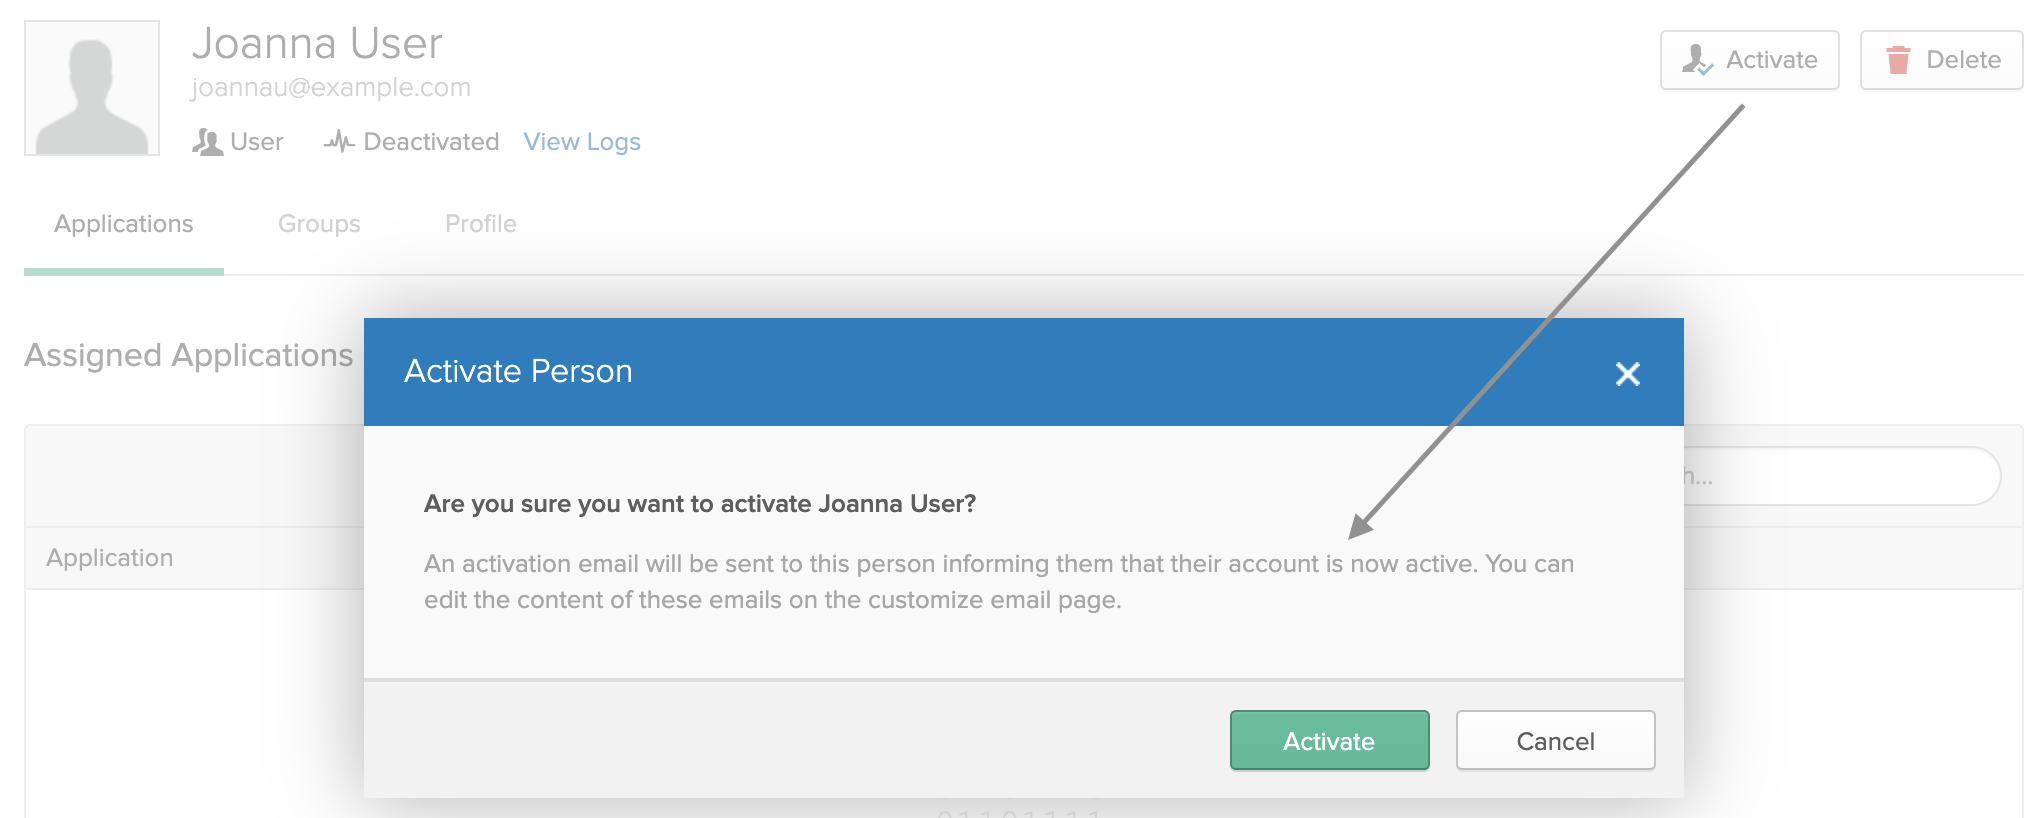 Joanna User
joannau@example.com
Activate
Delete
User
Deactivated
View Logs
Applications
Groups
Profile
Assigned Applications
Activate Person
Are you sure you want to activate Joanna User?
An activation email will be sent to this person informing them that their account is now active. You can
edit the content of these emails on the customize email page.
h...
Application
Activate
Cancel
01101111